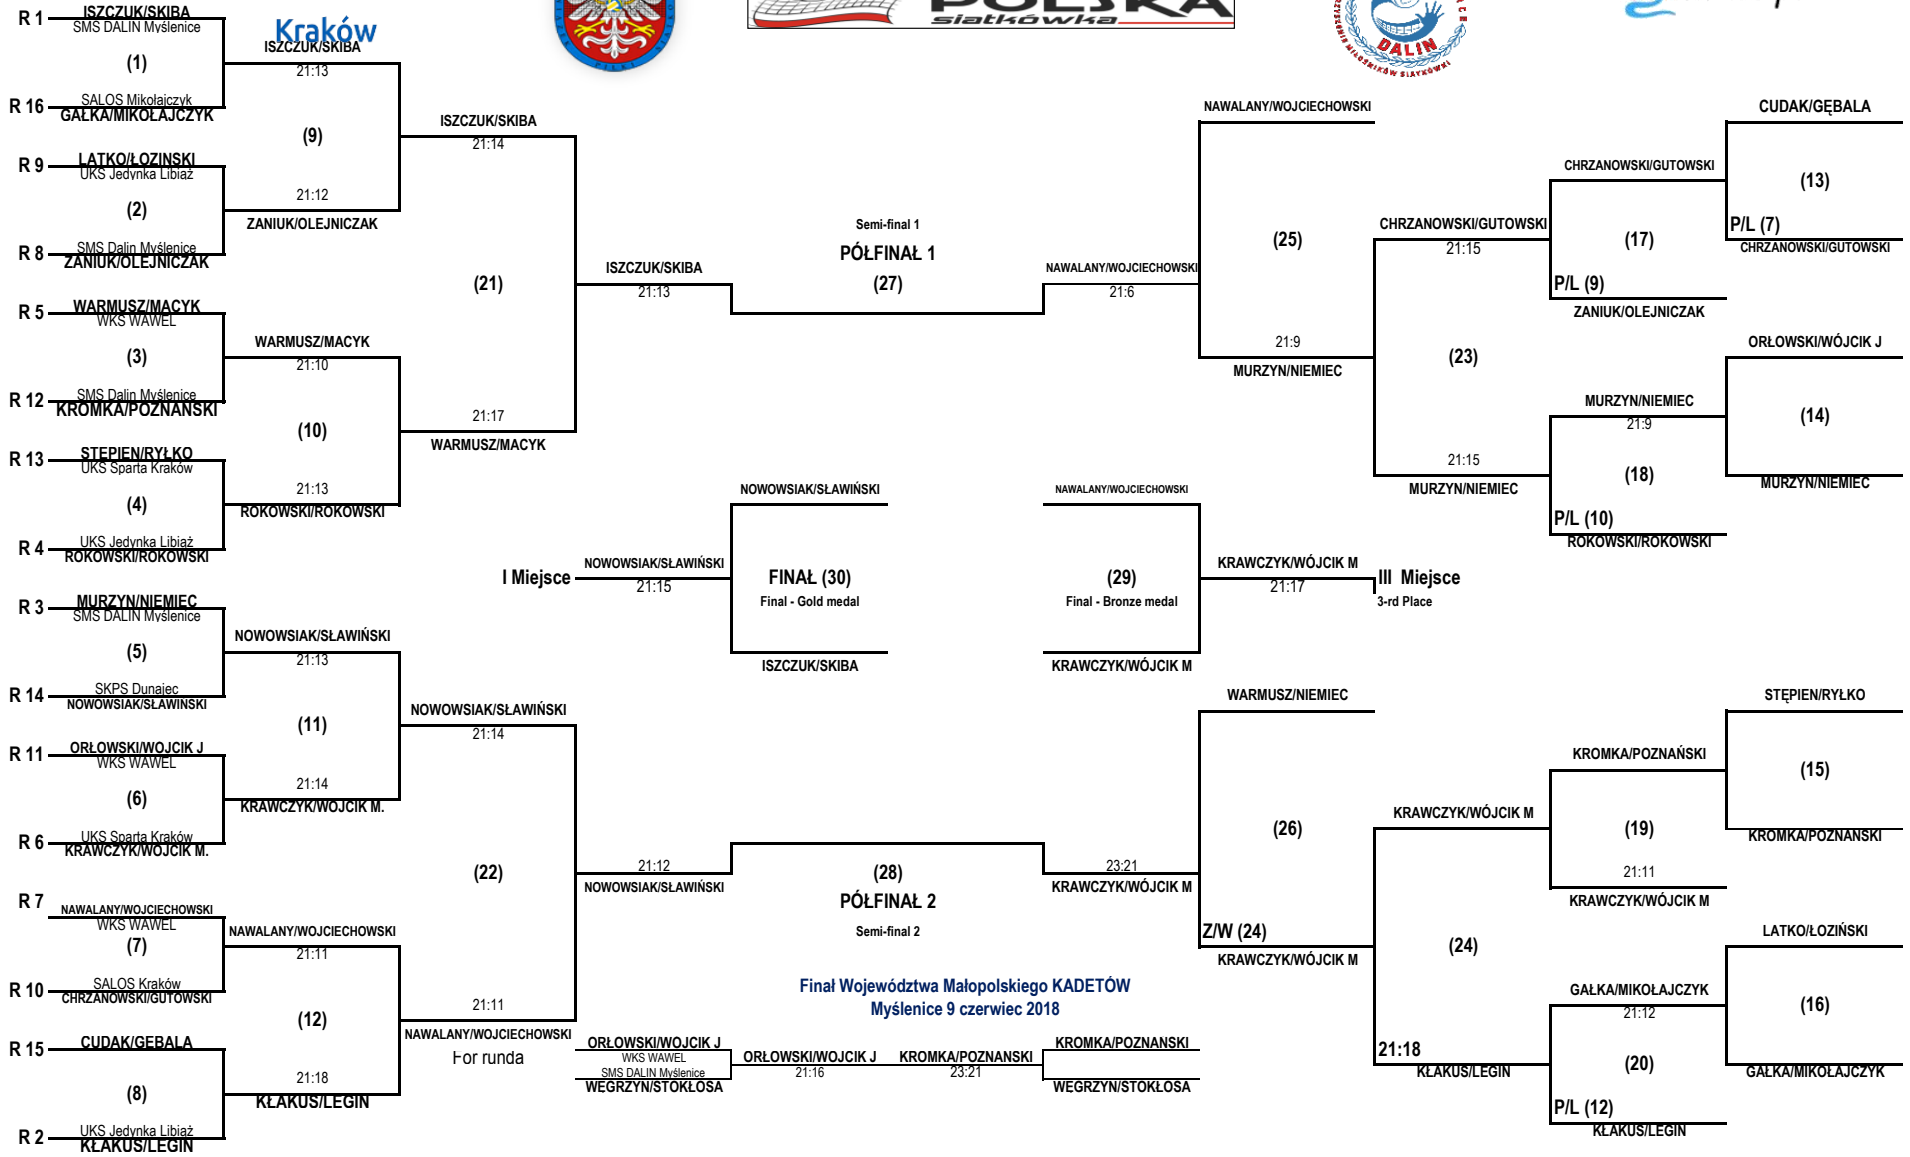 R 1
ISZCZUK/SKIBA
SMS DALIN Myślenice
(1)
R 16
SALOS Mikołajczyk
GAŁKA/MIKOŁAJCZYK
R 9
LATKO/ŁOZINSKI
UKS Jedynka Libiąż
(2)
R 8
SMS Dalin Myślenice
ZANIUK/OLEJNICZAK
R 5
WARMUSZ/MACYK
WKS WAWEL
(3)
R 12
SMS Dalin Myślenice
KROMKA/POZNAŃSKI
R 13
STĘPIEN/RYŁKO
UKS Sparta Kraków
(4)
R 4
UKS Jedynka Libiąż
ROKOWSKI/ROKOWSKI
R 3
MURZYN/NIEMIEC
SMS DALIN Myślenice
(5)
R 14
SKPS Dunajec
NOWOWSIAK/SŁAWIŃSKI
R 11
ORŁOWSKI/WÓJCIK J
WKS WAWEL
(6)
R 6
UKS Sparta Kraków
KRAWCZYK/WÓJCIK M.
R 7
NAWALANY/WOJCIECHOWSKI
WKS WAWEL
(7)
R 10
SALOS Kraków
CHRZANOWSKI/GUTOWSKI
R 15
CUDAK/GĘBALA
(8)
R 2
UKS Jedynka Libiąż
KŁAKUS/LEGIŃ
Kraków
ISZCZUK/SKIBA
21:13
(9)
21:12
ZANIUK/OLEJNICZAK
WARMUSZ/MACYK
21:10
(10)
21:13
ROKOWSKI/ROKOWSKI
NOWOWSIAK/SŁAWIŃSKI
21:13
(11)
21:14
KRAWCZYK/WÓJCIK M.
NAWALANY/WOJCIECHOWSKI
21:11
(12)
21:18
KŁAKUS/LEGIŃ
ISZCZUK/SKIBA
21:14
(21)
21:17
WARMUSZ/MACYK
NOWOWSIAK/SŁAWIŃSKI
21:14
(22)
21:11
NAWALANY/WOJCIECHOWSKI
For runda
ISZCZUK/SKIBA
21:13
I Miejsce
NOWOWSIAK/SŁAWIŃSKI
21:15
21:12
NOWOWSIAK/SŁAWIŃSKI
POLSKA
siatkówka
DALIN
Semi-final 1
PÓŁFINAŁ 1
(27)
NOWOWSIAK/SŁAWIŃSKI
FINAŁ (30)
Final - Gold medal
ISZCZUK/SKIBA
(28)
PÓŁFINAŁ 2
Semi-final 2
Finał Województwa Małopolskiego KADETÓW
Myślenice 9 czerwiec 2018
ORŁOWSKI/WÓJCIK J
WKS WAWEL
SMS DALIN Myślenice
WĘGRZYN/STOKŁOSA
ORŁOWSKI/WÓJCIK J
21:16
KROMKA/POZNAŃSKI
23:21
KROMKA/POZNAŃSKI
WĘGRZYN/STOKŁOSA
NAWALANY/WOJCIECHOWSKI
21:6
NAWALANY/WOJCIECHOWSKI
(29)
Final - Bronze medal
KRAWCZYK/WÓJCIK M
23:21
KRAWCZYK/WÓJCIK M
NAWALANY/WOJCIECHOWSKI
(25)
21:9
MURZYN/NIEMIEC
KRAWCZYK/WÓJCIK M
21:17
III Miejsce
3-rd Place
WARMUSZ/NIEMIEC
(26)
Z/W (24)
KRAWCZYK/WÓJCIK M
CHRZANOWSKI/GUTOWSKI
21:15
(23)
21:15
MURZYN/NIEMIEC
KRAWCZYK/WÓJCIK M
(24)
21:18
KŁAKUS/LEGIŃ
CHRZANOWSKI/GUTOWSKI
(17)
P/L (9)
ZANIUK/OLEJNICZAK
MURZYN/NIEMIEC
21:9
(18)
P/L (10)
ROKOWSKI/ROKOWSKI
KROMKA/POZNAŃSKI
(19)
21:11
KRAWCZYK/WÓJCIK M
GAŁKA/MIKOŁAJCZYK
21:12
(20)
P/L (12)
KŁAKUS/LEGIŃ
CUDAK/GĘBALA
(13)
P/L (7)
CHRZANOWSKI/GUTOWSKI
ORŁOWSKI/WÓJCIK J
(14)
MURZYN/NIEMIEC
STĘPIEN/RYŁKO
(15)
KROMKA/POZNAŃSKI
LATKO/ŁOZIŃSKI
(16)
GAŁKA/MIKOŁAJCZYK